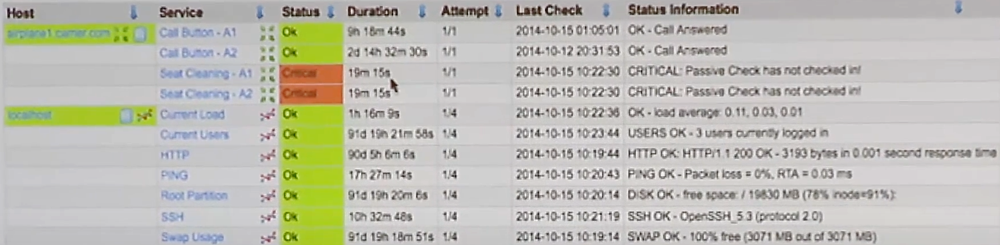 Host Service Status Duration Attempt Last Check Status Information
airplane1.carrier.com Call Button - A1 Ok 9h 18m 44s 1/1 2014-10-15 01:05:01 OK - Call Answered
Call Button - A2 Ok 2d 14h 32m 30s 1/1 2014-10-12 20:31:53 OK - Call Answered
Seat Cleaning - A1 Critical 19m 15s 1/1 2014-10-15 10:22:30 CRITICAL: Passive Check has not checked in!
Seat Cleaning - A2 Critical 19m 15s 1/1 2014-10-15 10:22:30 CRITICAL: Passive Check has not checked in!
localhost Current Load Ok 1h 16m 9s 1/4 2014-10-15 10:22:36 OK - load average: 0.11, 0.03, 0.01
Current Users Ok 91d 19h 21m 58s 1/4 2014-10-15 10:23:44 USERS OK - 3 users currently logged in
HTTP Ok 90d 5h 6m 6s 1/4 2014-10-15 10:19:44 HTTP OK: HTTP/1.1 200 OK - 3193 bytes in 0.001 second response time
PING Ok 17h 27m 14s 1/4 2014-10-15 10:20:43 PING OK - Packet loss = 0%, RTA = 0.03 ms
Root Partition Ok 91d 19h 20m 6s 1/4 2014-10-15 10:20:14 DISK OK - free space: / 19830 MB (78% inode=91%):
SSH Ok 10h 32m 48s 1/4 2014-10-15 10:21:19 SSH OK - OpenSSH_5.3 (protocol 2.0)
Swap Usage Ok 91d 19h 18m 51s 1/4 2014-10-15 10:19:14 SWAP OK - 100% free (3071 MB out of 3071 MB)